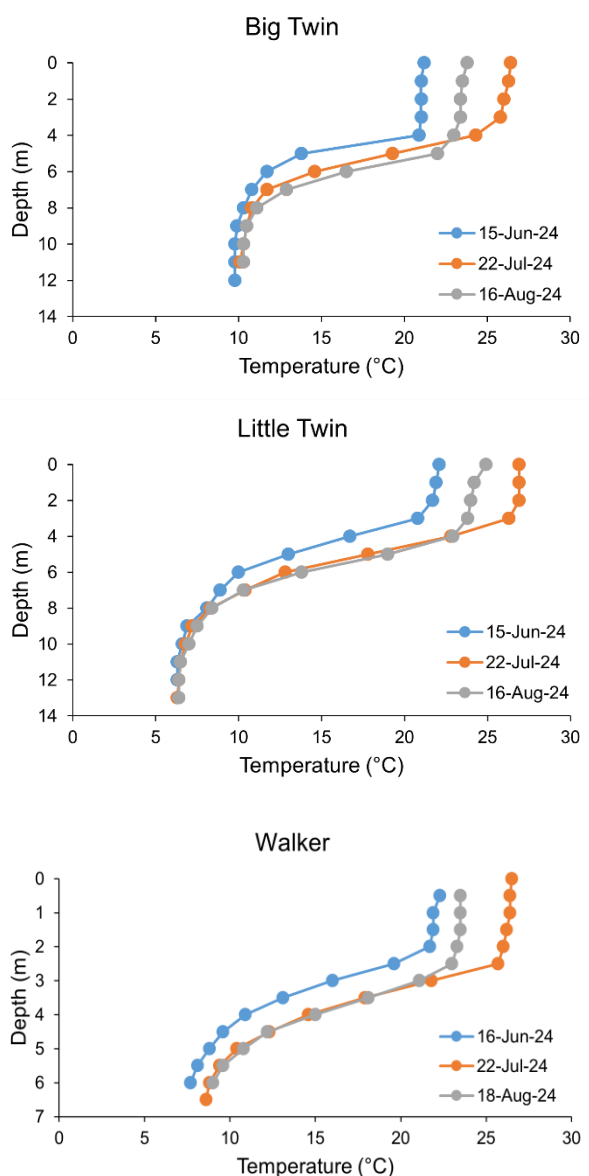 Big Twin
0
2
4
6
8
10
12
14
Depth (m)
15-Jun-24
22-Jul-24
16-Aug-24
0 5 10 15 20 25 30
Temperature (°C)
Little Twin
0
2
4
6
8
10
12
14
Depth (m)
15-Jun-24
22-Jul-24
16-Aug-24
0 5 10 15 20 25 30
Temperature (°C)
Walker
0
1
2
3
4
5
6
7
Depth (m)
16-Jun-24
22-Jul-24
18-Aug-24
0 5 10 15 20 25 30
Temperature (°C)